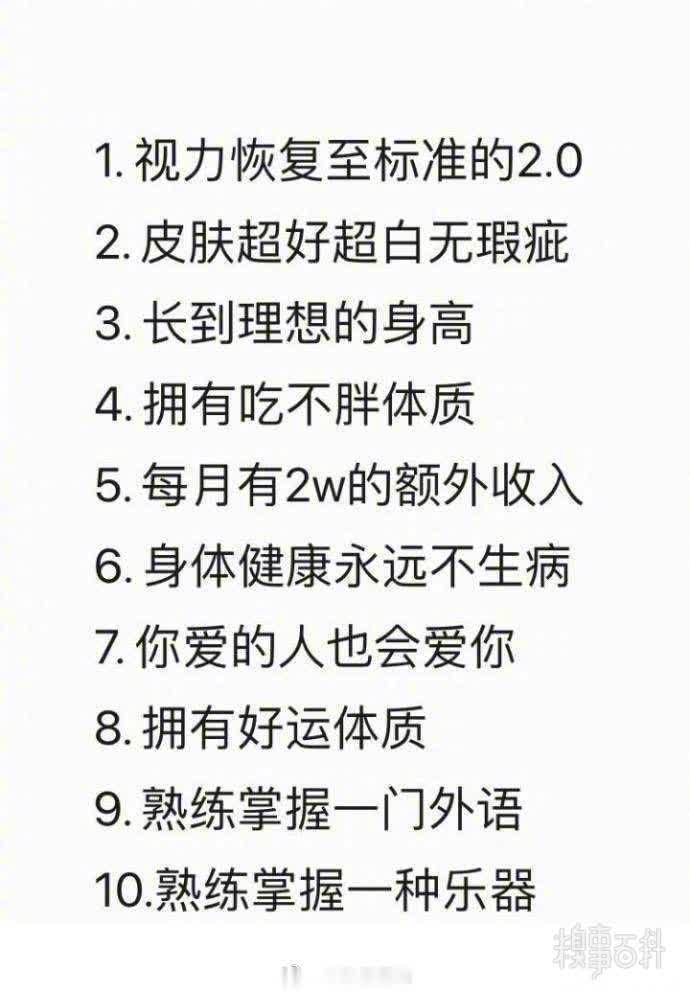 1. 视力恢复至标准的2.0
2. 皮肤超好超白无瑕疵
3. 长到理想的身高
4. 拥有吃不胖体质
5. 每月有2w的额外收入
6. 身体健康永远不生病
7. 你爱的人也会爱你
8. 拥有好运体质
9. 熟练掌握一门外语
10.熟练掌握一种乐器
糗事百科